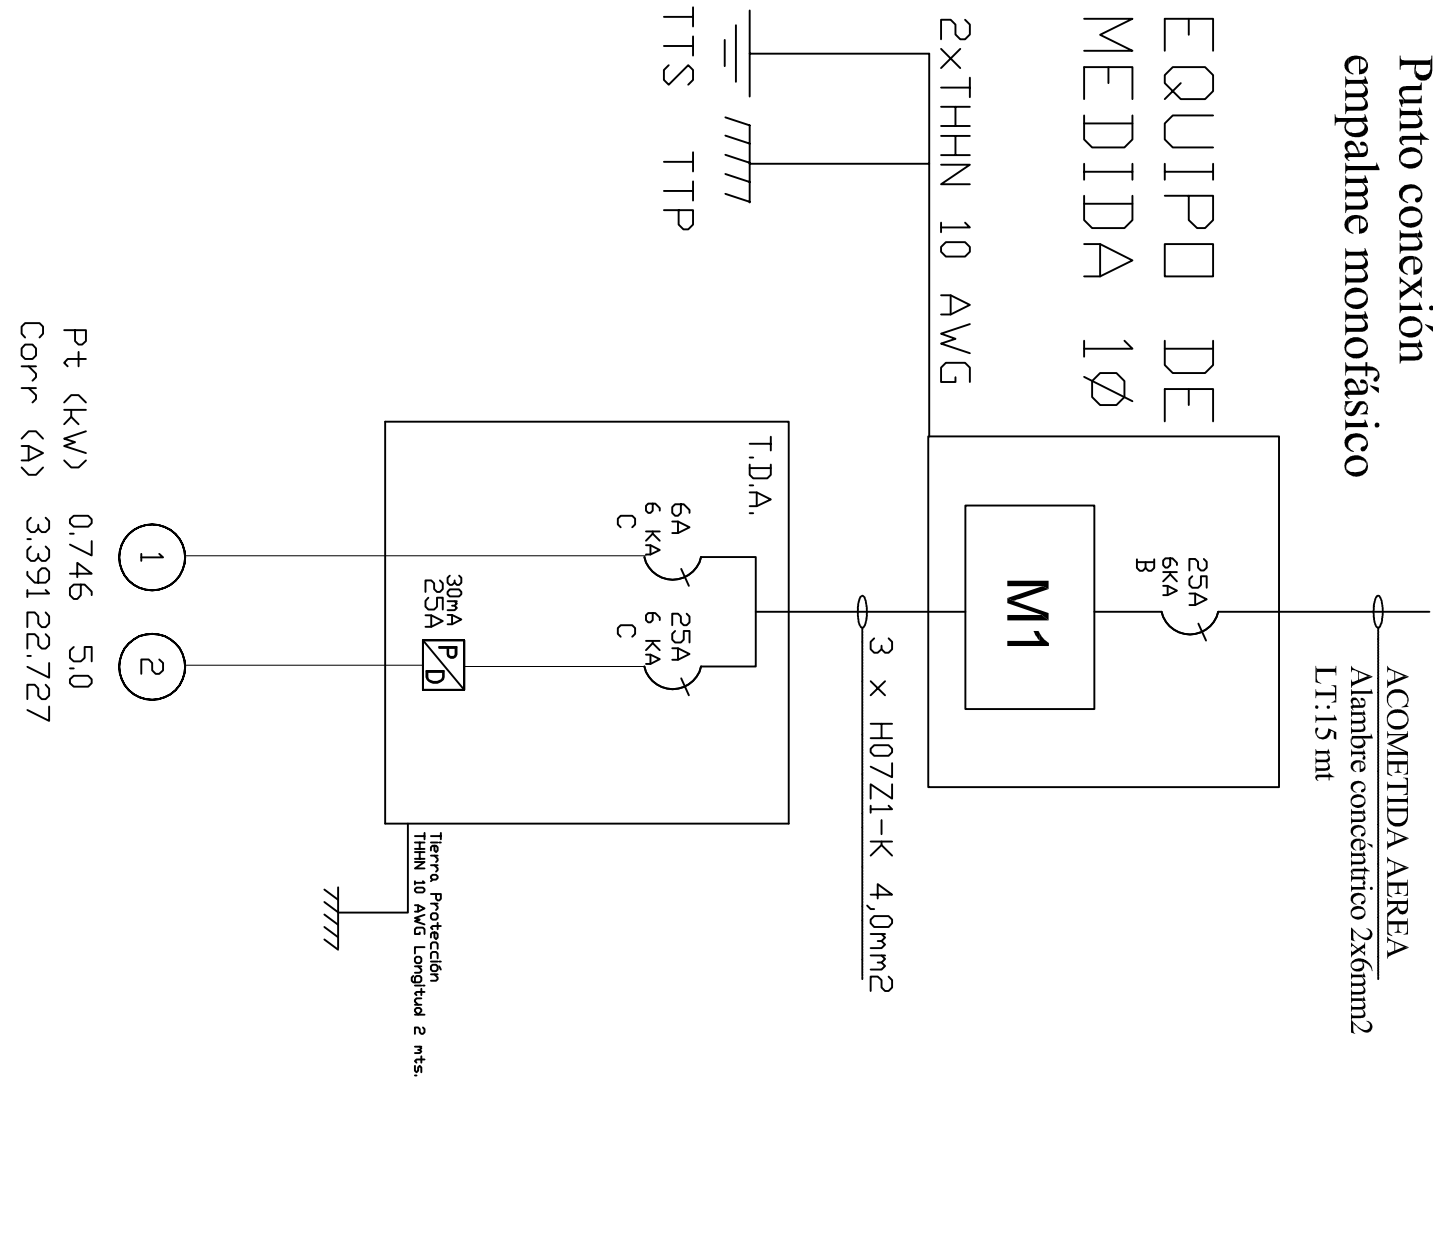 Punto conexión
empalme monofásico
ACOMETIDA AEREA
Alambre concéntrico 2x6mm2
LT:15 mt
EQUIPO DE
MEDIDA 1Ø
25A
6KA
B
M1
2xTHHN 10 AWG
3 x H07Z1-K 4,0mm2
TTS TTP
T.D.A.
6A
6 KA
C
25A
6 KA
C
30mA
25A
P
D
Tierra Protección
THHN 10 AWG Longitud 2 mts.
1
2
Pt (kW) 0.746 5.0
Corr (A) 3.391 22.727